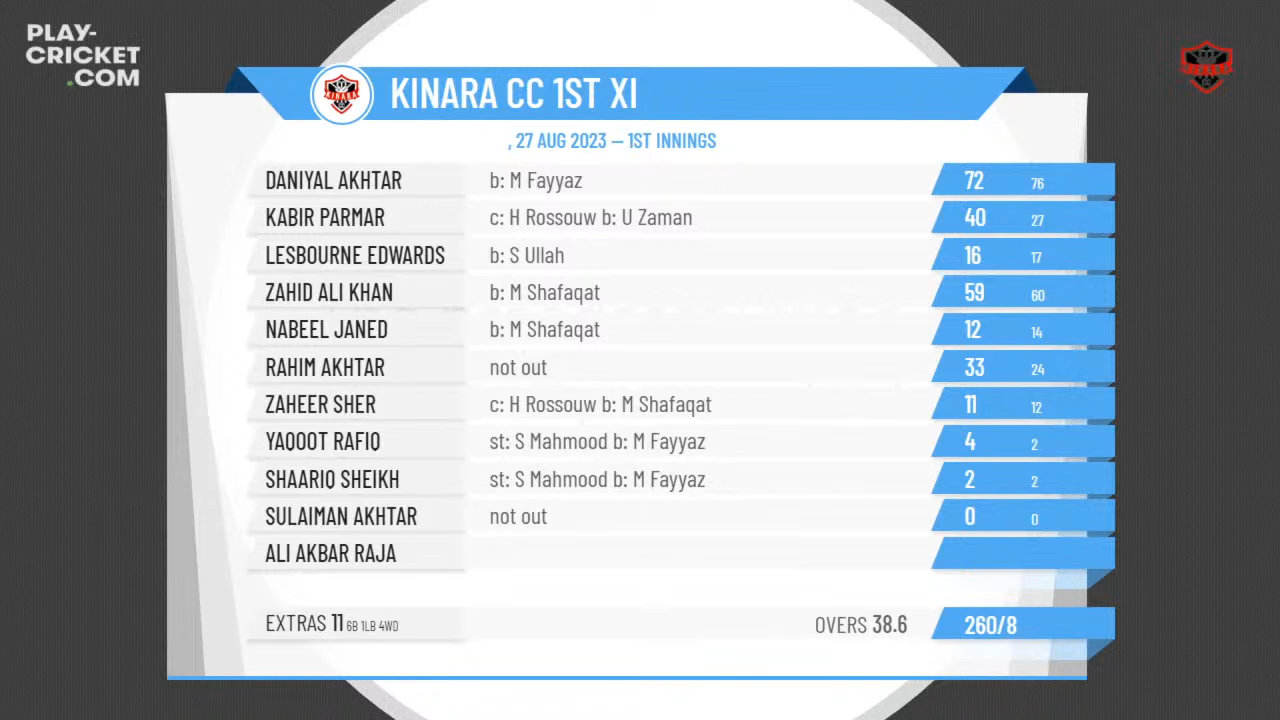 PLAY-
CRICKET
.COM
KINARA CC 1ST XI
, 27 AUG 2023 – 1ST INNINGS
DANIYAL AKHTAR b: M Fayyaz 72 76
KABIR PARMAR c: H Rossouw b: U Zaman 40 27
LESBOURNE EDWARDS b: S Ullah 16 17
ZAHID ALI KHAN b: M Shafaqat 59 60
NABEEL JANED b: M Shafaqat 12 14
RAHIM AKHTAR not out 33 24
ZAHEER SHER c: H Rossouw b: M Shafaqat 11 12
YAQOOT RAFIQ st: S Mahmood b: M Fayyaz 4 2
SHAARIQ SHEIKH st: S Mahmood b: M Fayyaz 2 2
SULAIMAN AKHTAR not out 0 0
ALI AKBAR RAJA
EXTRAS 11 6B 1LB 4WD OVERS 38.6 260/8